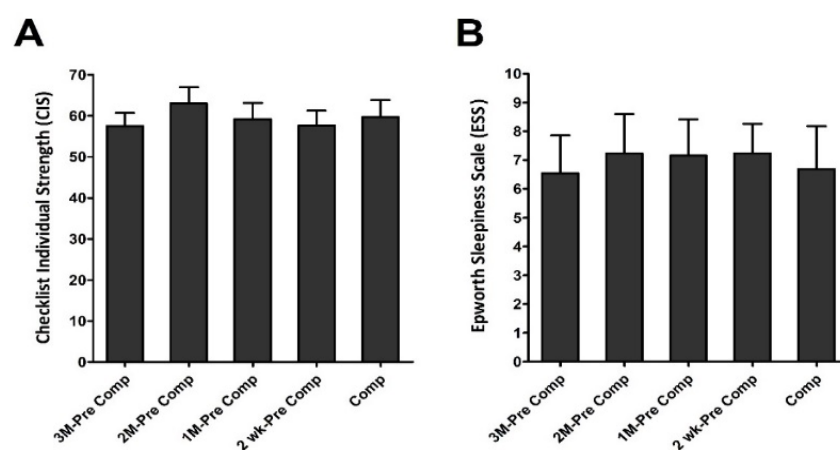 A
Checklist Individual Strength (CIS)
70
60
50
40
30
20
10
0
3M-Pre Comp
2M-Pre Comp
1M-Pre Comp
2 wk-Pre Comp
Comp
B
Epworth Sleepiness Scale (ESS)
10
9
8
7
6
5
4
3
2
1
0
3M-Pre Comp
2M-Pre Comp
1M-Pre Comp
2 wk-Pre Comp
Comp